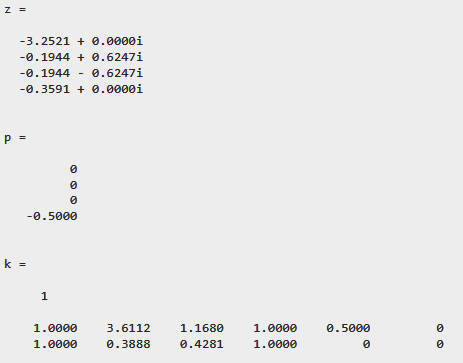 z =
-3.2521 + 0.0000i
-0.1944 + 0.6247i
-0.1944 - 0.6247i
-0.3591 + 0.0000i
p =
0
0
0
-0.5000
k =
1
1.0000 3.6112 1.1680 1.0000 0.5000 0
1.0000 0.3888 0.4281 1.0000 0 0